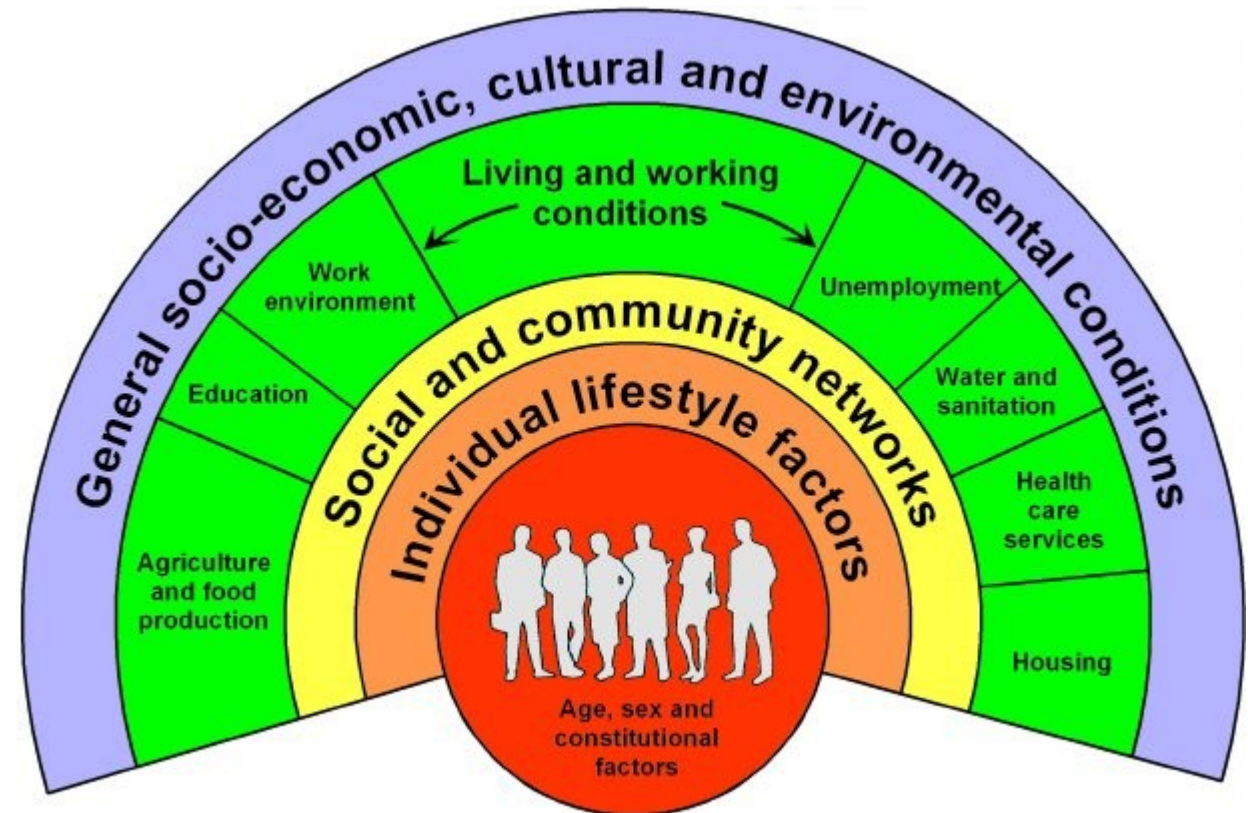 General socio-economic, cultural and environmental conditions
Living and working
conditions
Work
environment
Unemployment
Education
Water and
sanitation
Agriculture
and food
production
Health
care
services
Housing
Social and community networks
Individual lifestyle factors
Age, sex and
constitutional
factors